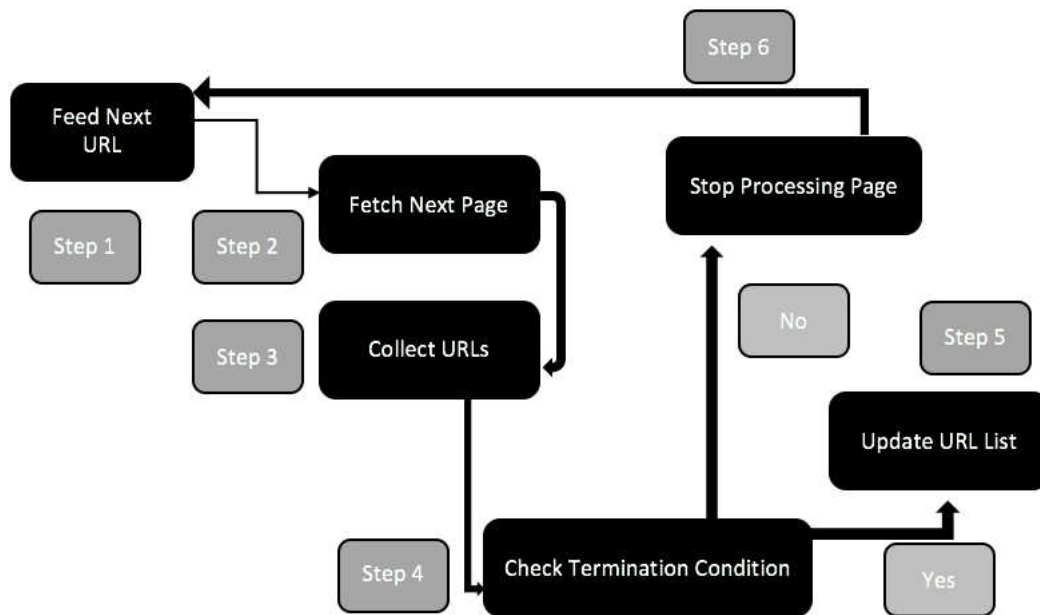 Step 6
Feed Next
URL
Stop Processing Page
Fetch Next Page
Step 1
Step 2
No
Step 3
Collect URLs
Step 5
Update URL List
Step 4
Check Termination Condition
Yes